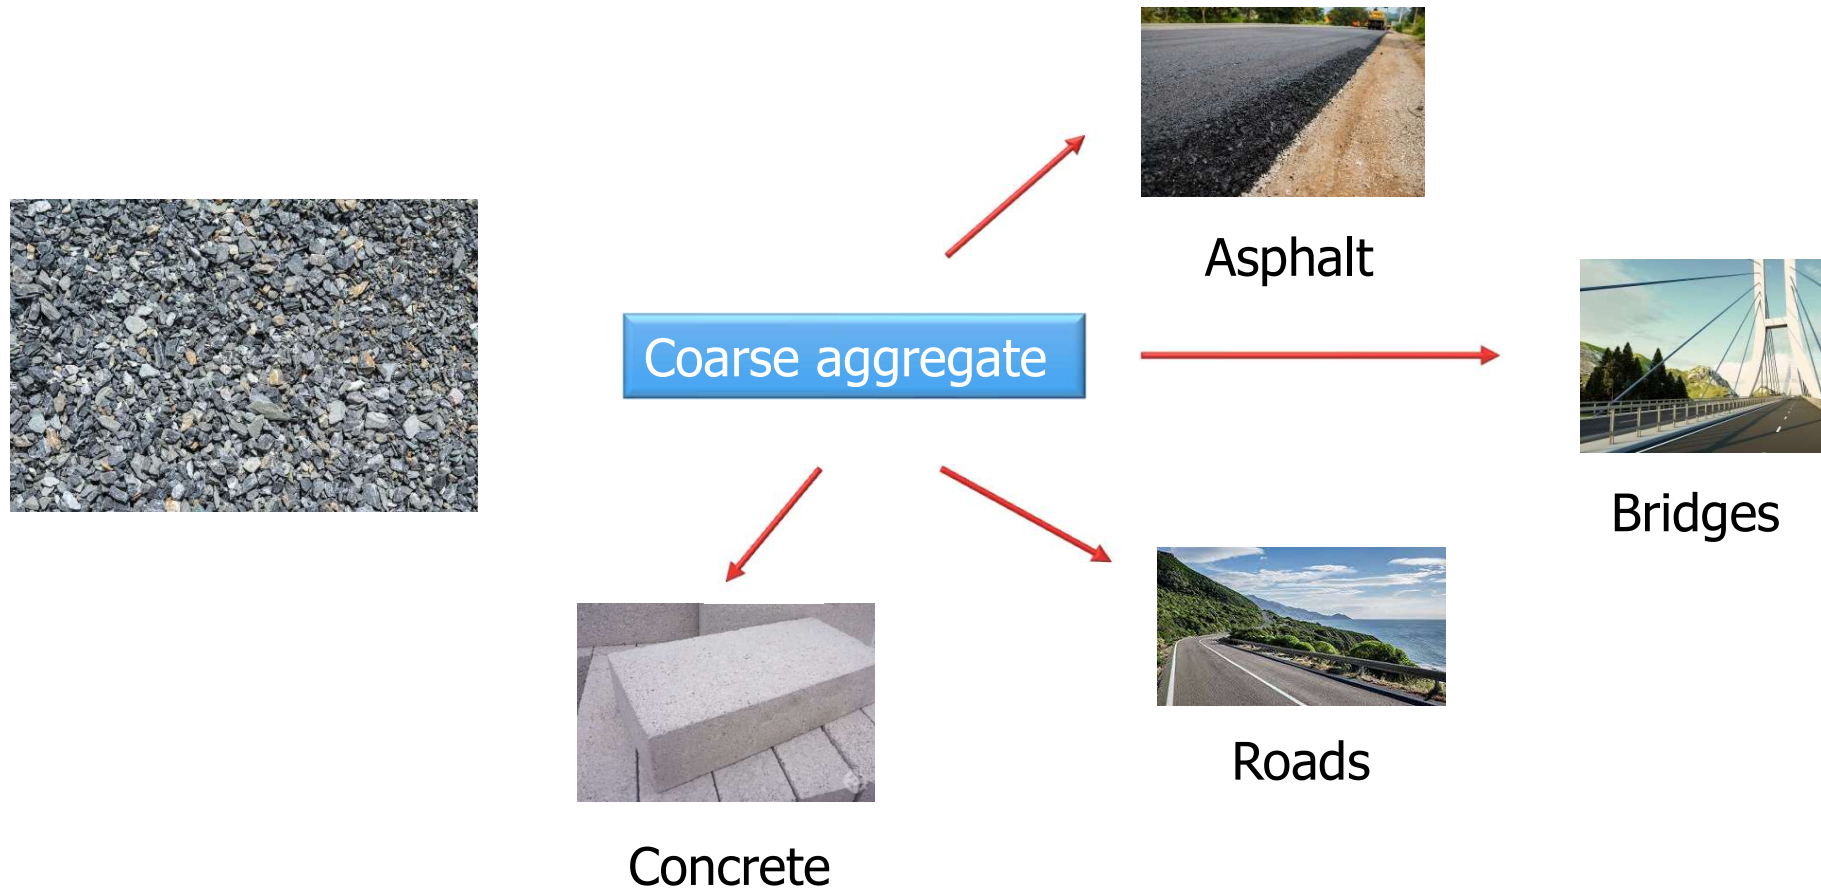 Asphalt
Coarse aggregate
Bridges
Roads
Concrete